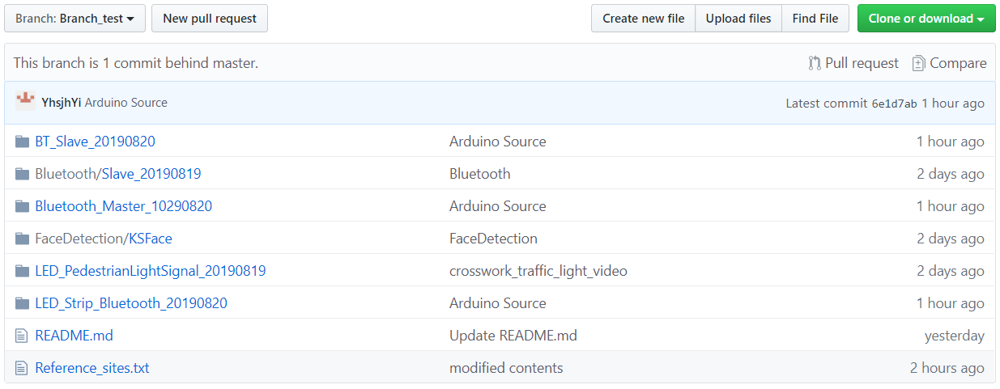 Branch: Branch_test New pull request Create new file Upload files Find File Clone or download
This branch is 1 commit behind master. Pull request Compare
YhsjhYi Arduino Source Latest commit 6e1d7ab 1 hour ago
BT_Slave_20190820 Arduino Source 1 hour ago
Bluetooth/Slave_20190819 Bluetooth 2 days ago
Bluetooth_Master_10290820 Arduino Source 1 hour ago
FaceDetection/KSFace FaceDetection 2 days ago
LED_PedestrianLightSignal_20190819 crosswork_traffic_light_video 2 days ago
LED_Strip_Bluetooth_20190820 Arduino Source 1 hour ago
README.md Update README.md yesterday
Reference_sites.txt modified contents 2 hours ago